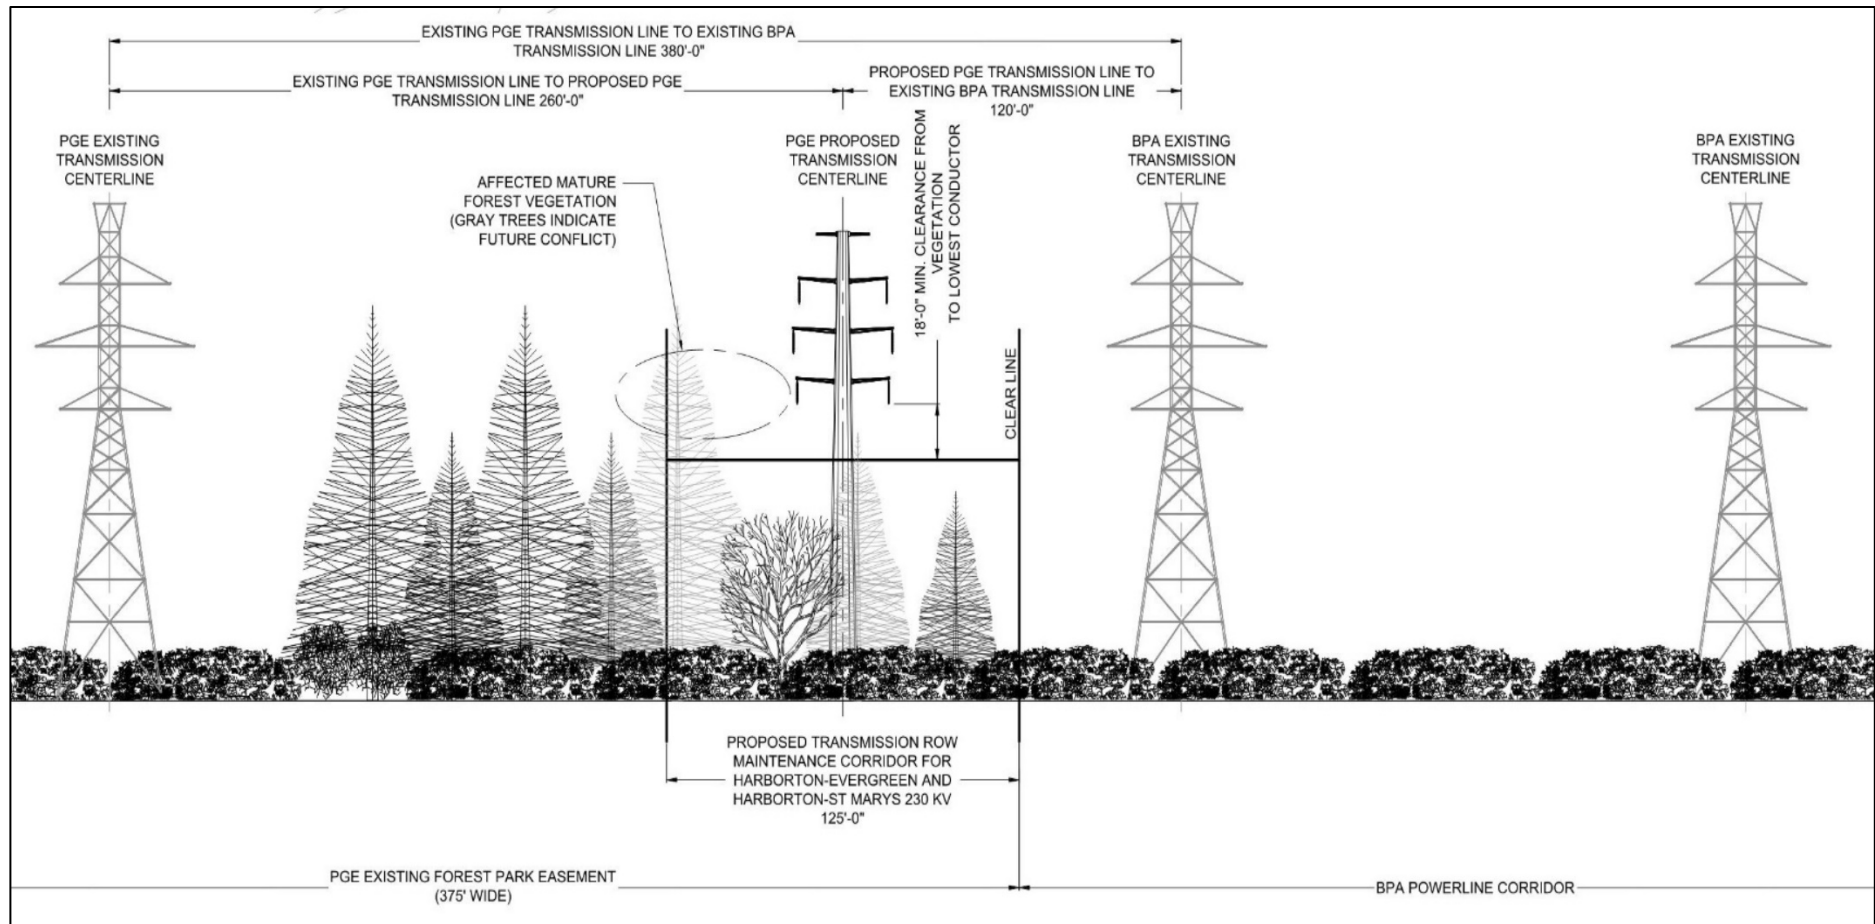 EXISTING PGE TRANSMISSION LINE TO EXISTING BPA
TRANSMISSION LINE 380'-0"
EXISTING PGE TRANSMISSION LINE TO PROPOSED PGE
TRANSMISSION LINE 260'-0"
PROPOSED PGE TRANSMISSION LINE TO
EXISTING BPA TRANSMISSION LINE
120'-0"
PGE EXISTING
TRANSMISSION
CENTERLINE
AFFECTED MATURE
FOREST VEGETATION
(GRAY TREES INDICATE
FUTURE CONFLICT)
PGE PROPOSED
TRANSMISSION
CENTERLINE
18'-0" MIN. CLEARANCE FROM
VEGETATION
TO LOWEST CONDUCTOR
BPA EXISTING
TRANSMISSION
CENTERLINE
BPA EXISTING
TRANSMISSION
CENTERLINE
CLEAR LINE
PROPOSED TRANSMISSION ROW
MAINTENANCE CORRIDOR FOR
HARBORTON-EVERGREEN AND
HARBORTON-ST MARYS 230 KV
125'-0"
PGE EXISTING FOREST PARK EASEMENT
(375' WIDE)
BPA POWERLINE CORRIDOR